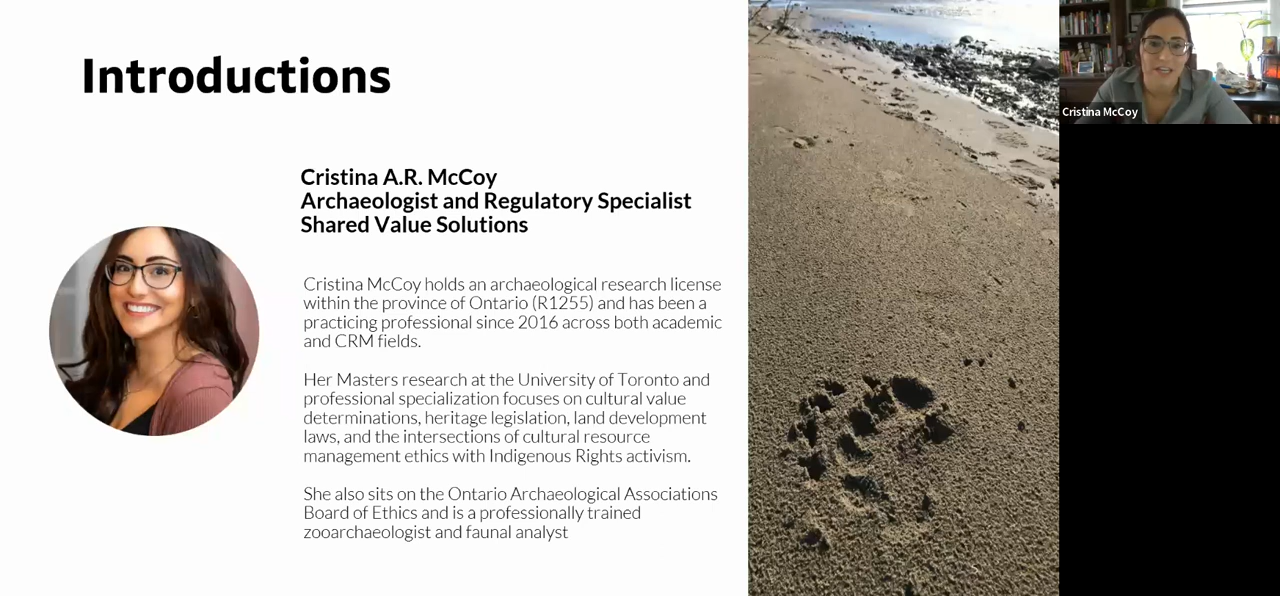 Introductions
Cristina A.R. McCoy
Archaeologist and Regulatory Specialist
Shared Value Solutions
Cristina McCoy holds an archaeological research license
within the province of Ontario (R1255) and has been a
practicing professional since 2016 across both academic
and CRM fields.
Her Masters research at the University of Toronto and
professional specialization focuses on cultural value
determinations, heritage legislation, land development
laws, and the intersections of cultural resource
management ethics with Indigenous Rights activism.
She also sits on the Ontario Archaeological Associations
Board of Ethics and is a professionally trained
zooarchaeologist and faunal analyst
Cristina McCoy